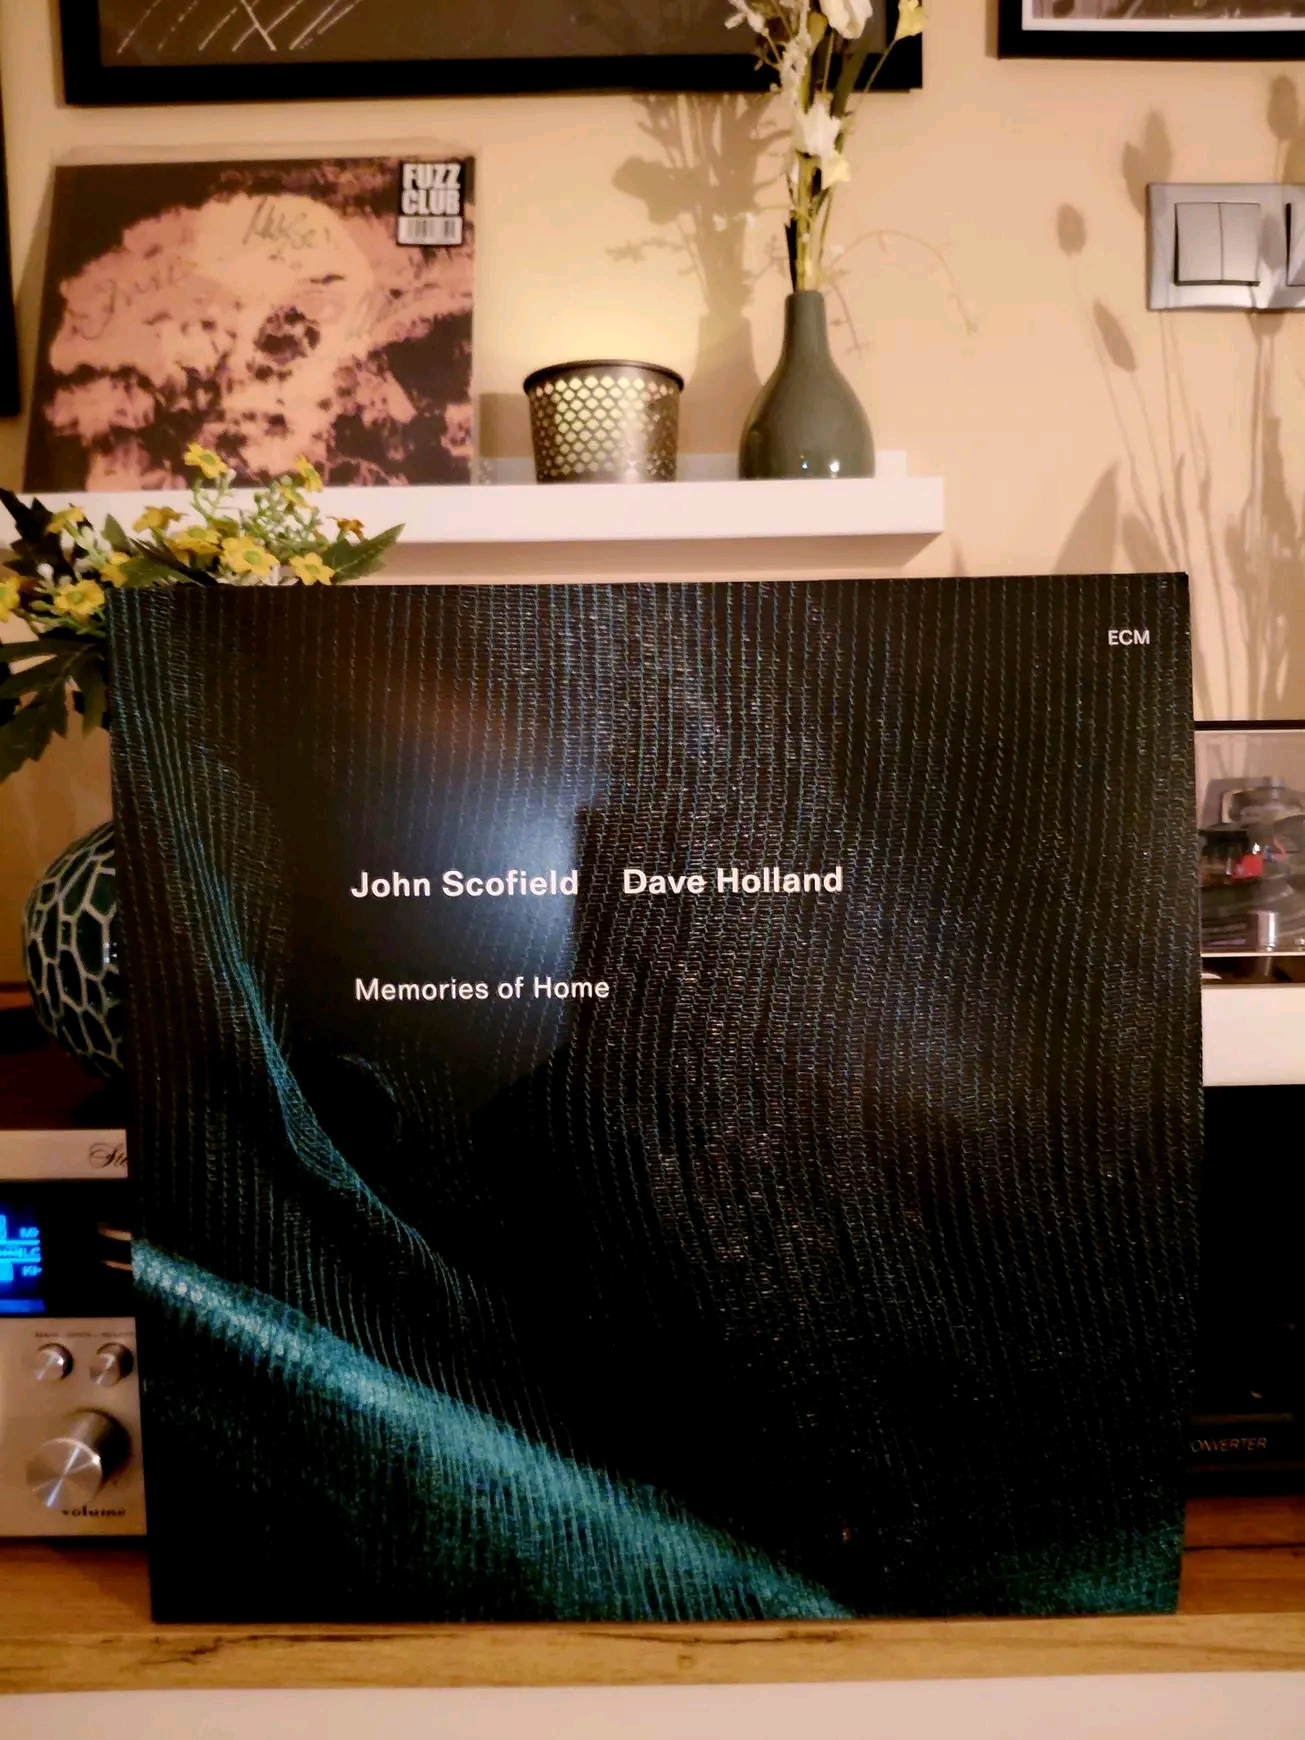 FUZZ
CLUB
ECM
John Scofield Dave Holland
Memories of Home
volume